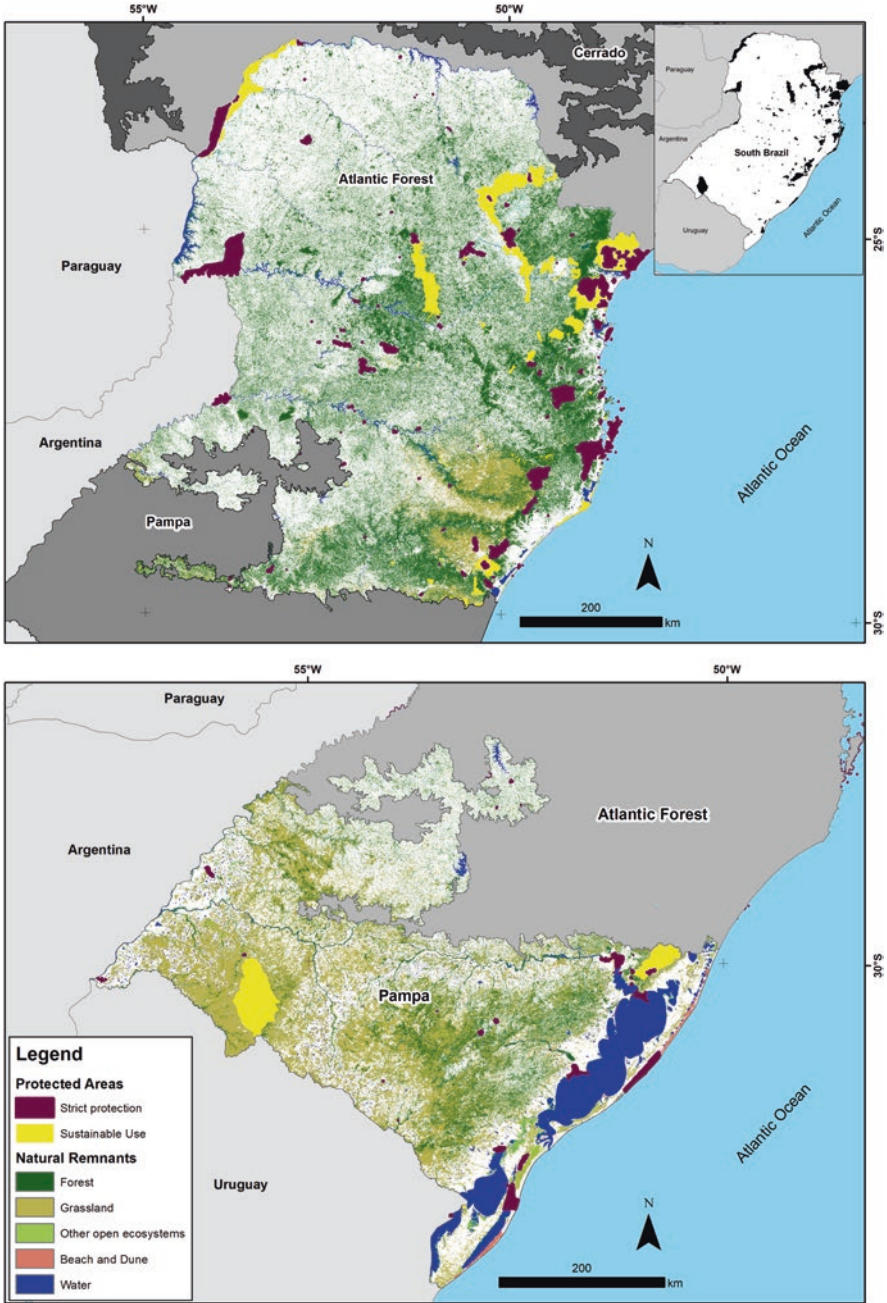 55°W
50°W
Cerrado
Paraguay
Argentina
South Brazil
Uruguay
Atlantic Ocean
Atlantic Forest
25°S
Paraguay
Argentina
Atlantic Ocean
Pampa
N
200
km
30°S
55°W
50°W
Paraguay
Atlantic Forest
Argentina
30°S
Pampa
Legend
Protected Areas
Strict protection
Sustainable Use
Natural Remnants
Forest
Grassland
Other open ecosystems
Beach and Dune
Water
Atlantic Ocean
Uruguay
N
200
km